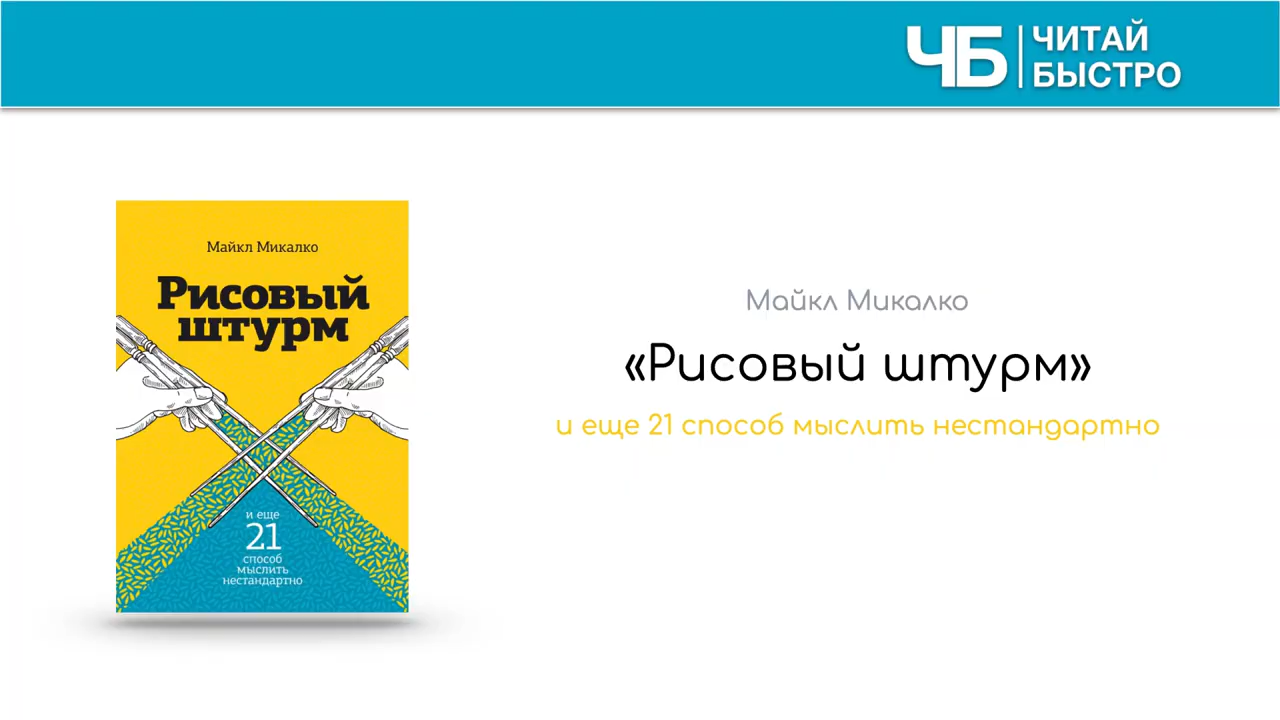 ЧБ
ЧИТАЙ
БЫСТРО
Майкл Микалко
Рисовый
штурм
и еще
21
способ
мыслить
нестандартно
Майкл Микалко
«Рисовый штурм»
и еще 21 способ мыслить нестандартно